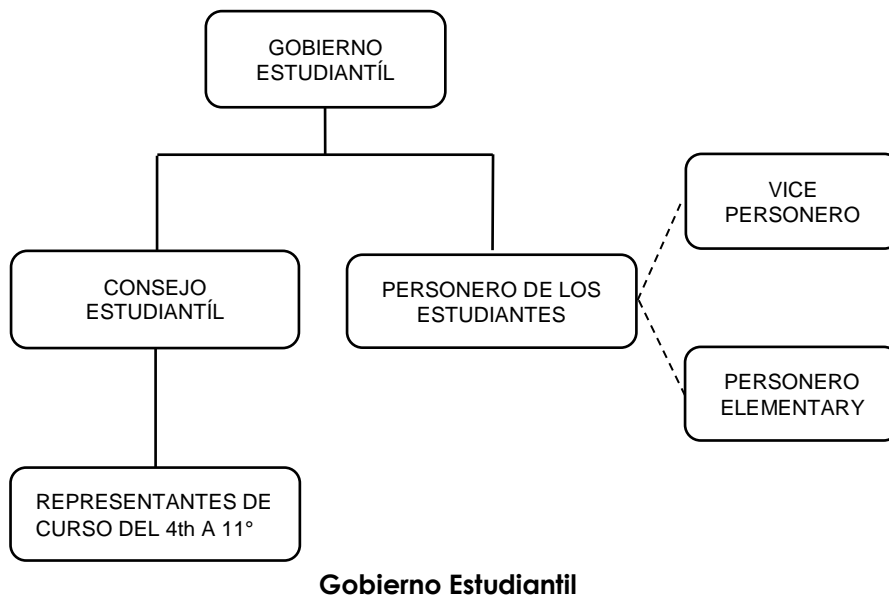 GOBIERNO
ESTUDIANTÍL
VICE
PERSONERO
CONSEJO
ESTUDIANTÍL
PERSONERO DE LOS
ESTUDIANTES
PERSONERO
ELEMENTARY
REPRESENTANTES DE
CURSO DEL 4th A 11°
Gobierno Estudiantil